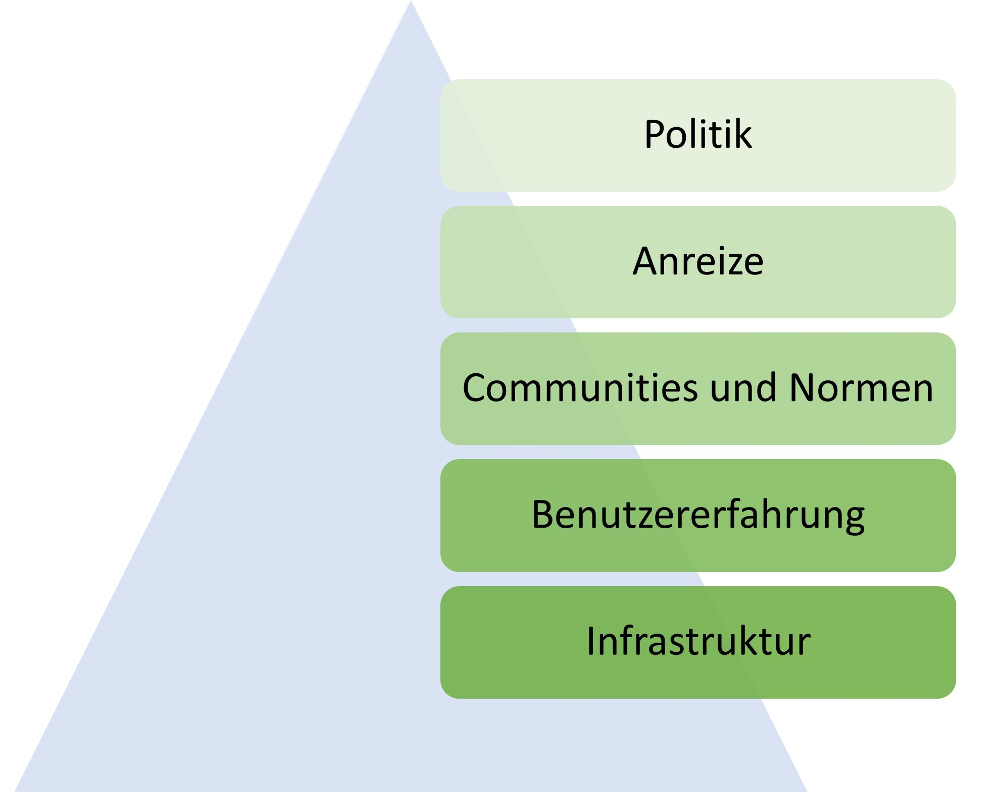 Politik
Anreize
Communities und Normen
Benutzererfahrung
Infrastruktur